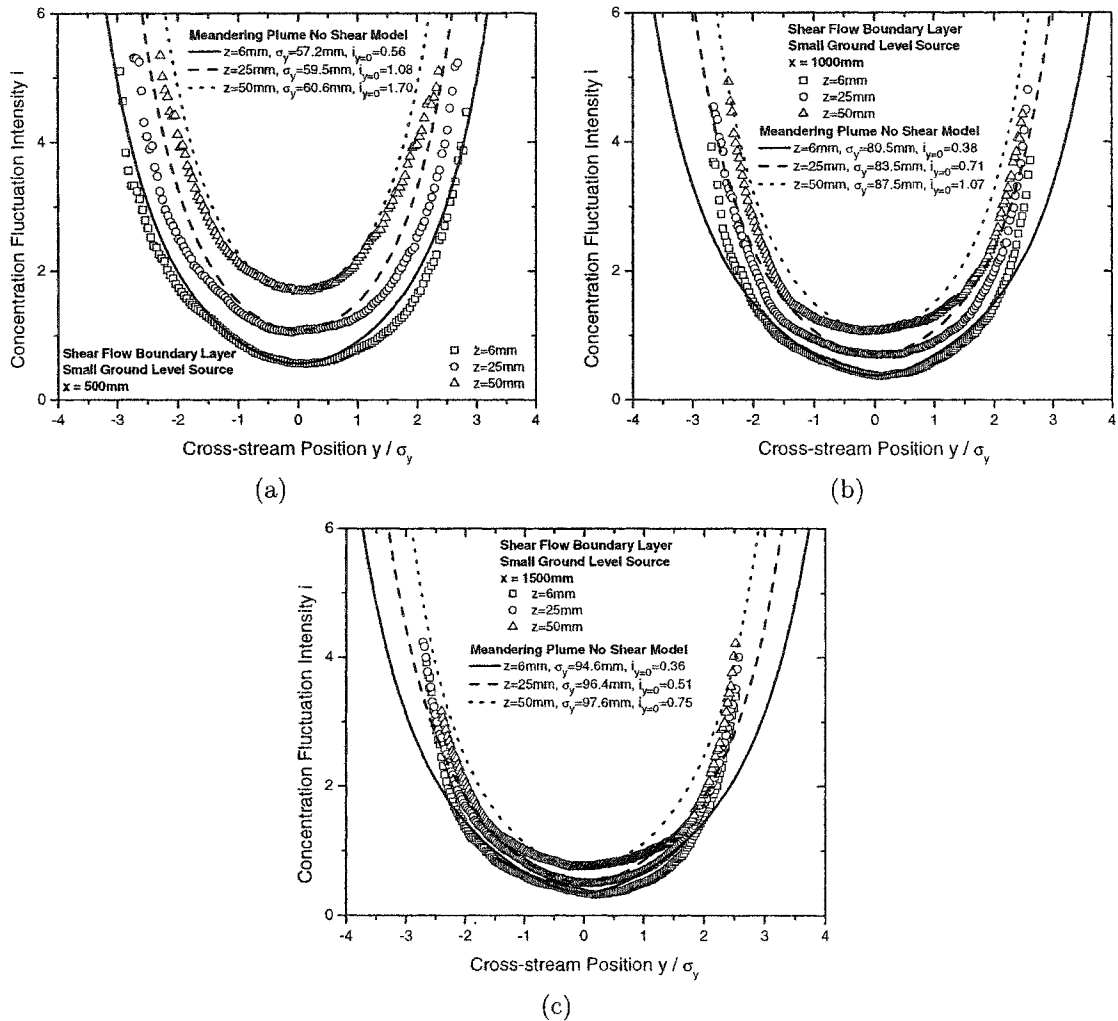 6
4
2
0
Concentration Fluctuation Intensity i
Meandering Plume No Shear Model
z=6mm, σy=57.2mm, iy=0=0.56
z=25mm, σy=59.5mm, iy=0=1.08
z=50mm, σy=60.6mm, iy=0=1.70
Shear Flow Boundary Layer
Small Ground Level Source
x = 500mm
z=6mm
z=25mm
z=50mm
-4 -3 -2 -1 0 1 2 3 4
Cross-stream Position y / σy
(a)
6
4
2
0
Concentration Fluctuation Intensity i
Shear Flow Boundary Layer
Small Ground Level Source
x = 1000mm
z=6mm
z=25mm
z=50mm
Meandering Plume No Shear Model
z=6mm, σy=80.5mm, iy=0=0.38
z=25mm, σy=83.5mm, iy=0=0.71
z=50mm, σy=87.5mm, iy=0=1.07
-4 -3 -2 -1 0 1 2 3 4
Cross-stream Position y / σy
(b)
6
4
2
0
Concentration Fluctuation Intensity i
Shear Flow Boundary Layer
Small Ground Level Source
x = 1500mm
z=6mm
z=25mm
z=50mm
Meandering Plume No Shear Model
z=6mm, σy=94.6mm, iy=0=0.36
z=25mm, σy=96.4mm, iy=0=0.51
z=50mm, σy=97.6mm, iy=0=0.75
-4 -3 -2 -1 0 1 2 3 4
Cross-stream Position y / σy
(c)